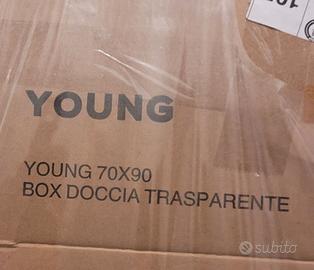 YOUNG
YOUNG 70X90
BOX DOCCIA TRASPARENTE
subito